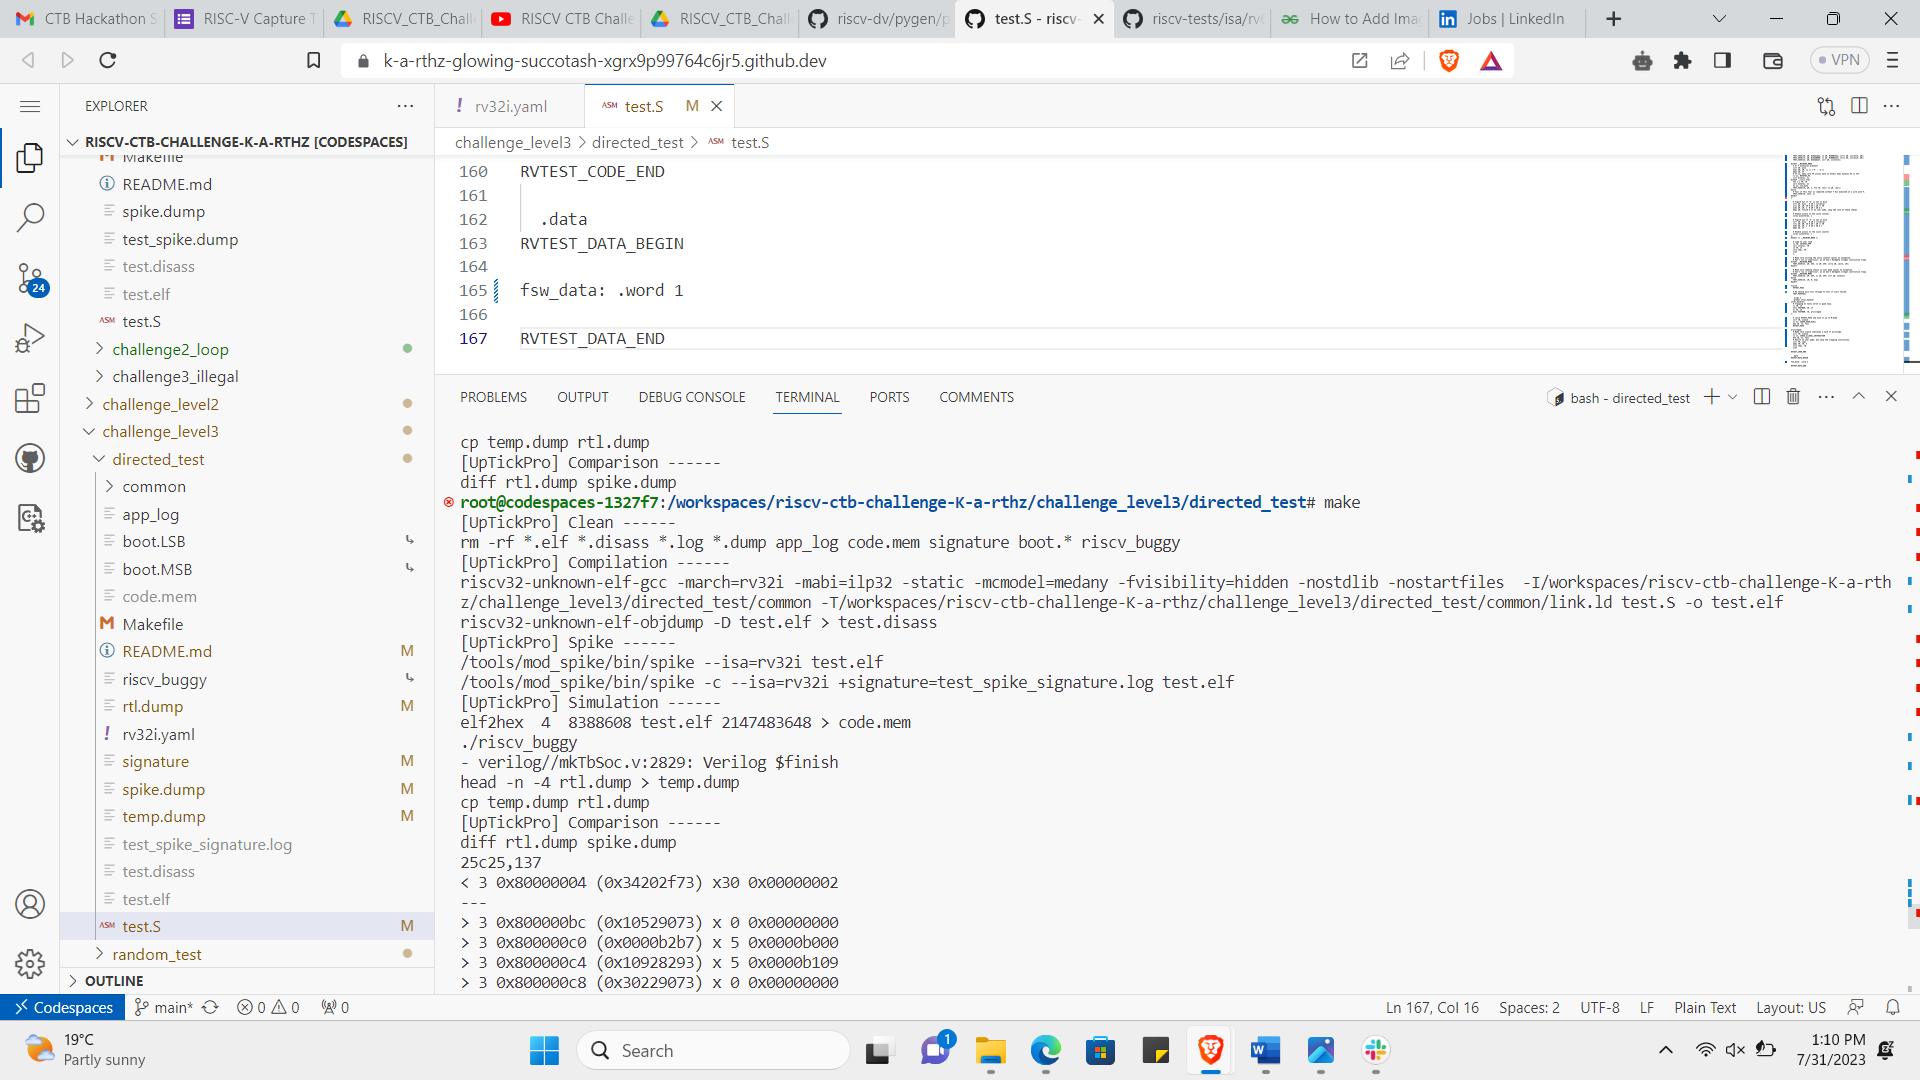 CTB Hackathon S
RISC-V Capture T
RISCV_CTB_Chall
RISCV CTB Challe
RISCV_CTB_Chall
riscv-dv/pygen/p
test.S - riscv-
riscv-tests/isa/rv6
How to Add Imag
Jobs | LinkedIn
k-a-rthz-glowing-succotash-xgrx9p99764c6jr5.github.dev
VPN
EXPLORER
RISCV-CTB-CHALLENGE-K-A-RTHZ [CODESPACES]
Makefile
README.md
spike.dump
test_spike.dump
test.disass
test.elf
test.S
challenge2_loop
challenge3_illegal
challenge_level2
challenge_level3
directed_test
common
app_log
boot.LSB
boot.MSB
code.mem
Makefile
README.md M
riscv_buggy
rtl.dump M
rv32i.yaml
signature M
spike.dump M
temp.dump M
test_spike_signature.log
test.disass
test.elf
test.S M
random_test
OUTLINE
24
rv32i.yaml
test.S M
challenge_level3 > directed_test > test.S
160 RVTEST_CODE_END
161
162 .data
163 RVTEST_DATA_BEGIN
164
165 fsw_data: .word 1
166
167 RVTEST_DATA_END
PROBLEMS OUTPUT DEBUG CONSOLE TERMINAL PORTS COMMENTS
bash - directed_test
cp temp.dump rtl.dump
[UpTickPro] Comparison ------
diff rtl.dump spike.dump
root@codespaces-1327f7:/workspaces/riscv-ctb-challenge-K-a-rthz/challenge_level3/directed_test# make
[UpTickPro] Clean ------
rm -rf *.elf *.disass *.log *.dump app_log code.mem signature boot.* riscv_buggy
[UpTickPro] Compilation ------
riscv32-unknown-elf-gcc -march=rv32i -mabi=ilp32 -static -mcmodel=medany -fvisibility=hidden -nostdlib -nostartfiles  -I/workspaces/riscv-ctb-challenge-K-a-rth
z/challenge_level3/directed_test/common -T/workspaces/riscv-ctb-challenge-K-a-rthz/challenge_level3/directed_test/common/link.ld test.S -o test.elf
riscv32-unknown-elf-objdump -D test.elf > test.disass
[UpTickPro] Spike ------
/tools/mod_spike/bin/spike --isa=rv32i test.elf
/tools/mod_spike/bin/spike -c --isa=rv32i +signature=test_spike_signature.log test.elf
[UpTickPro] Simulation ------
elf2hex  4  8388608 test.elf 2147483648 > code.mem
./riscv_buggy
- verilog//mkTbSoc.v:2829: Verilog $finish
head -n -4 rtl.dump > temp.dump
cp temp.dump rtl.dump
[UpTickPro] Comparison ------
diff rtl.dump spike.dump
25c25,137
< 3 0x80000004 (0x34202f73) x30 0x00000002
---
> 3 0x800000bc (0x10529073) x 0 0x00000000
> 3 0x800000c0 (0x0000b2b7) x 5 0x0000b000
> 3 0x800000c4 (0x10928293) x 5 0x0000b109
> 3 0x800000c8 (0x30229073) x 0 0x00000000
Codespaces main* 0 0 0
Ln 167, Col 16 Spaces: 2 UTF-8 LF Plain Text Layout: US
19°C
Partly sunny
Search
1
1:10 PM
7/31/2023